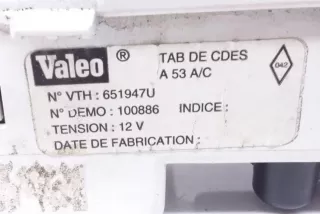 Valeo ® TAB DE CDES
A 53 A/C
042
N° VTH : 651947U
N° DEMO : 100886 INDICE :
TENSION : 12 V
DATE DE FABRICATION :